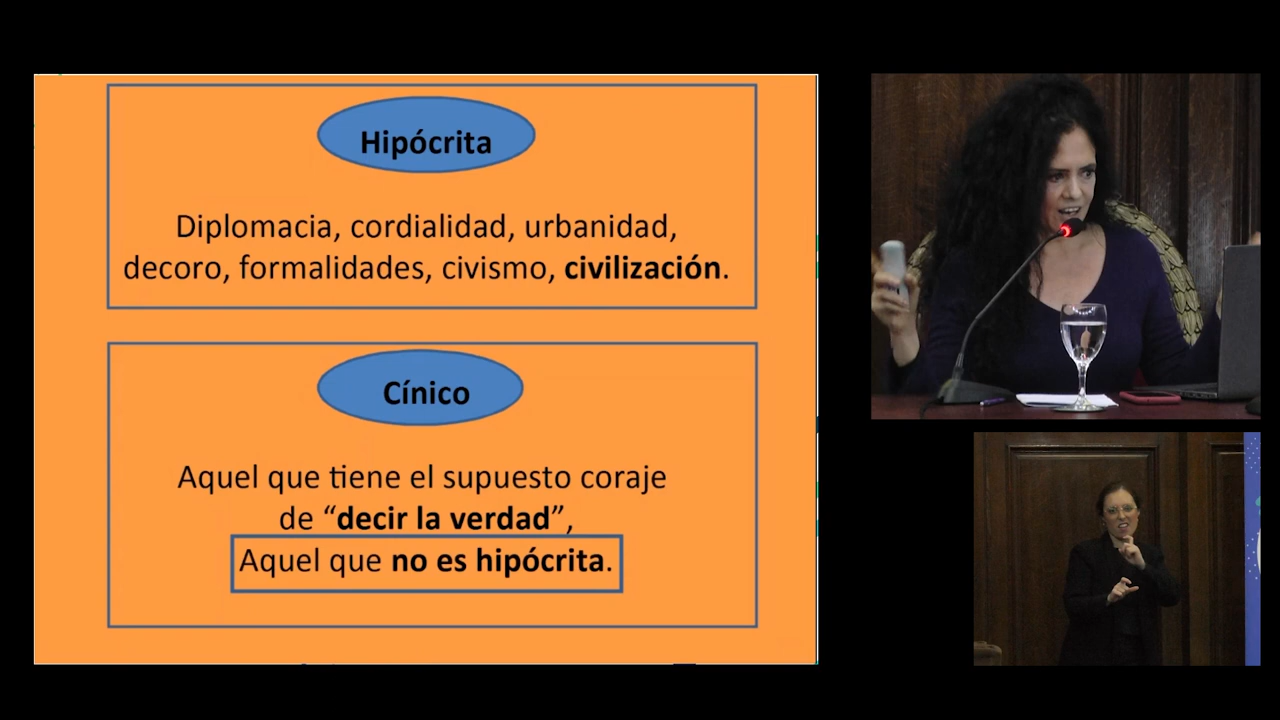 Hipócrita
Diplomacia, cordialidad, urbanidad,
decoro, formalidades, civismo, civilización.
Cínico
Aquel que tiene el supuesto coraje
de “decir la verdad”,
Aquel que no es hipócrita.